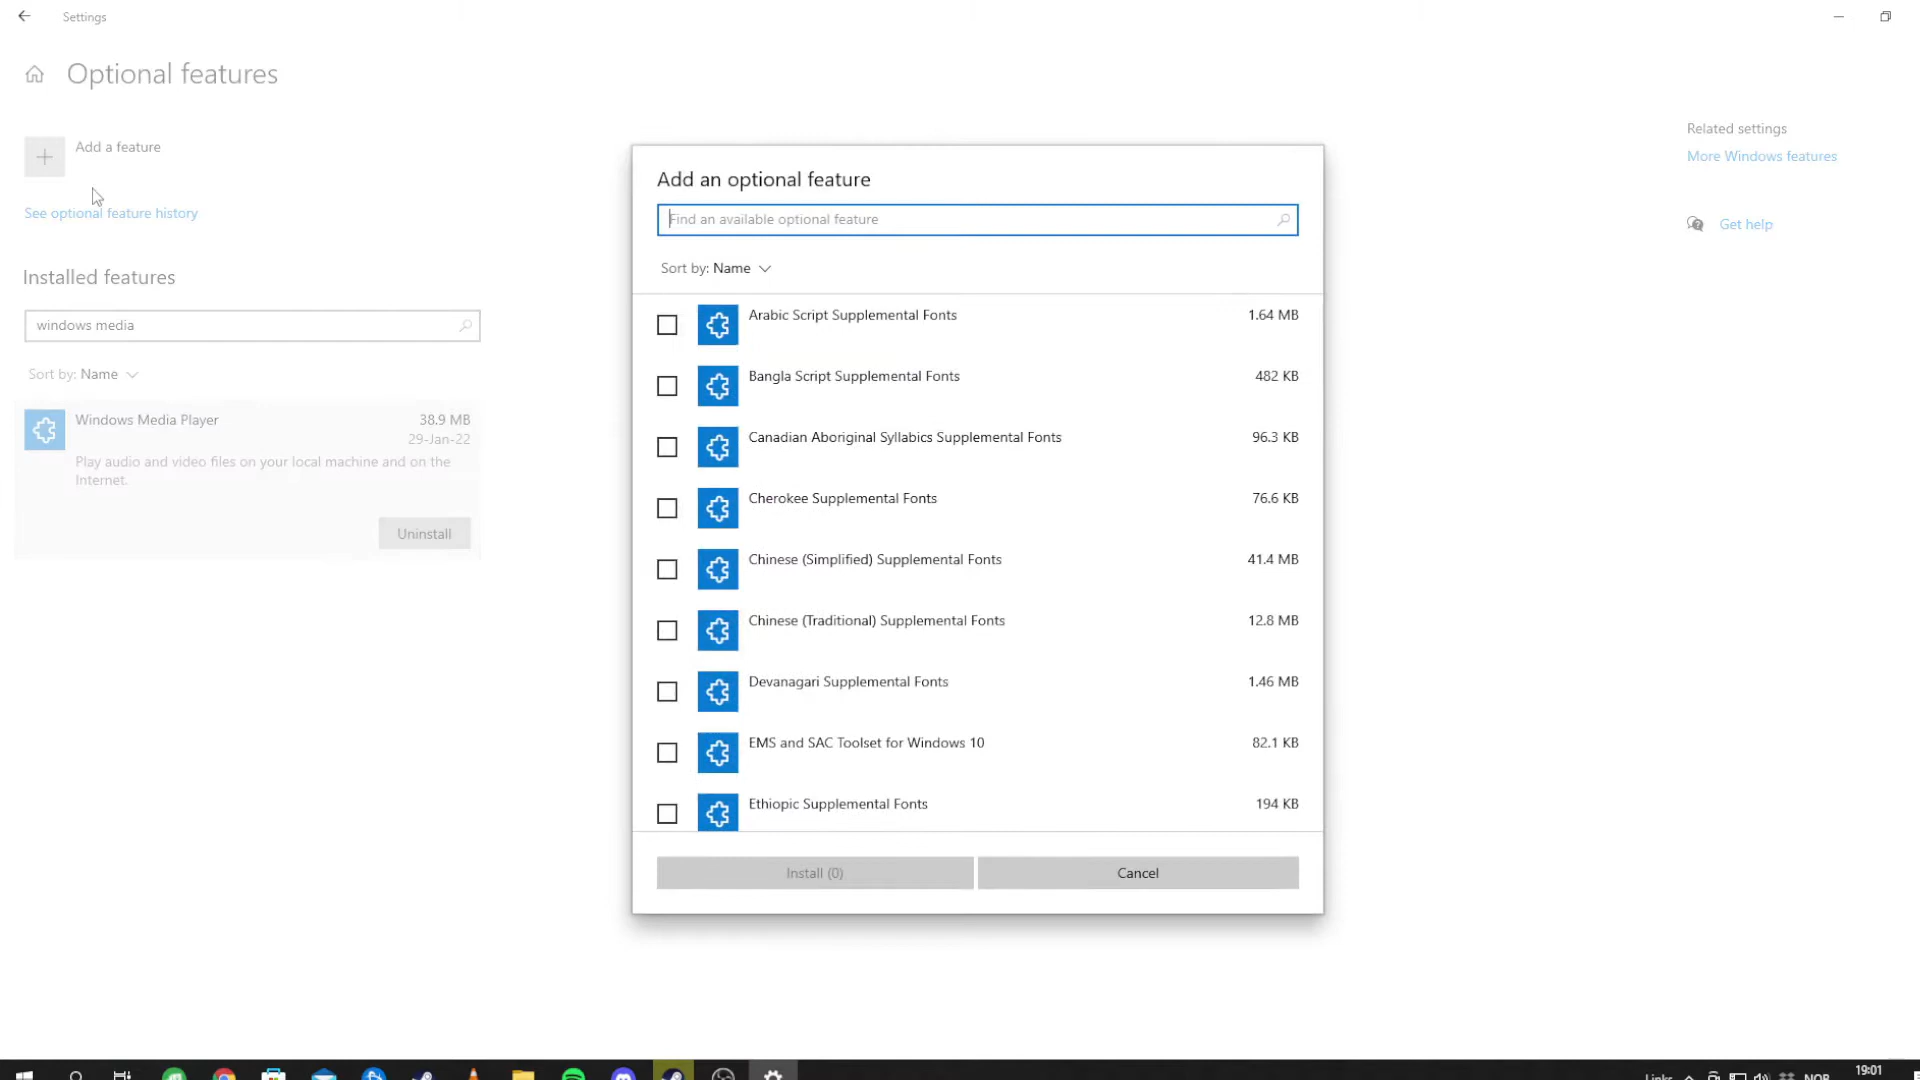 Settings
Optional features
Add a feature
See optional feature history
Installed features
windows media
Sort by: Name
Windows Media Player
38.9 MB
29-Jan-22
Play audio and video files on your local machine and on the
Internet.
Uninstall
Add an optional feature
Find an available optional feature
Sort by: Name
Arabic Script Supplemental Fonts
1.64 MB
Bangla Script Supplemental Fonts
482 KB
Canadian Aboriginal Syllabics Supplemental Fonts
96.3 KB
Cherokee Supplemental Fonts
76.6 KB
Chinese (Simplified) Supplemental Fonts
41.4 MB
Chinese (Traditional) Supplemental Fonts
12.8 MB
Devanagari Supplemental Fonts
1.46 MB
EMS and SAC Toolset for Windows 10
82.1 KB
Ethiopic Supplemental Fonts
194 KB
Install (0)
Cancel
Related settings
More Windows features
Get help
Links
NOR
19:01